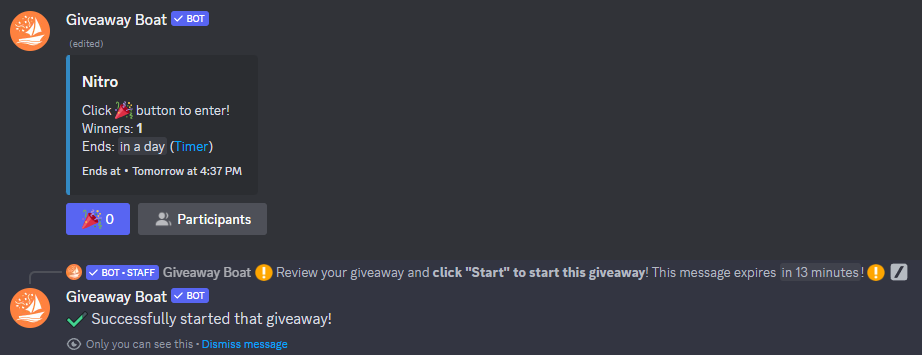 Giveaway Boat ✓ BOT
(edited)
Nitro
Click 🎉 button to enter!
Winners: 1
Ends: in a day (Timer)
Ends at • Tomorrow at 4:37 PM
🎉 0 Participants
✓ BOT • STAFF Giveaway Boat ! Review your giveaway and click "Start" to start this giveaway! This message expires in 13 minutes! !
Giveaway Boat ✓ BOT
✓ Successfully started that giveaway!
Only you can see this • Dismiss message